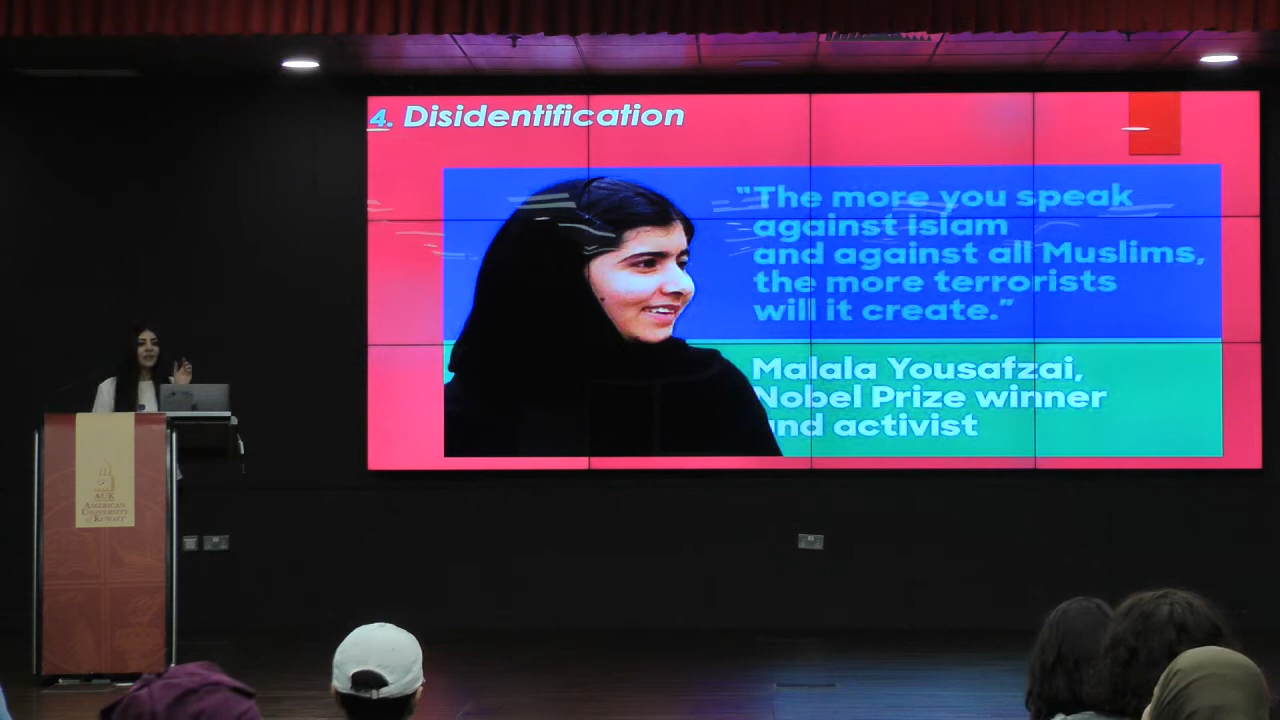 4. Disidentification
“The more you speak
against Islam
and against all Muslims,
the more terrorists
will it create.”
Malala Yousafzai,
Nobel Prize winner
and activist
AUK
American
University
of Kuwait